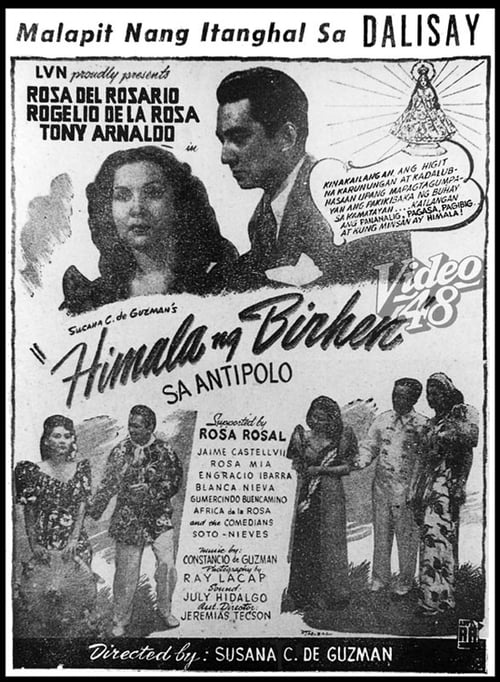 Malapit Nang Itanghal Sa DALISAY
LVN proudly presents
ROSA DEL ROSARIO
ROGELIO DE LA ROSA
TONY ARNALDO
in
KINAKAILANGAN ANG HIGIT
NA KARUNUNGAN AT KADALUB-
HASAAN UPANG MAPAGTAGUMPA-
YAN ANG PAKIKIBAKA NG BUHAY
SA KAMATAYAN.... KAILANGAN
ANG PANANALIG, PAGASA, PAGIBIG
AT KUNG MINSAN AY HIMALA!
Video
48
SUSANA C. de GUZMAN'S
"Himala ng Birhen"
SA ANTIPOLO
Supported by
ROSA ROSAL
JAIME CASTELLVI
ROSA MIA
ENGRACIO IBARRA
BLANCA NIEVA
GUMERCINDO BUENCAMINO
AFRICA de la ROSA
and the COMEDIANS
SOTO - NIEVES
Music by:
CONSTANCIO de GUZMAN
Photography by
RAY LACAP
Sound:
JULY HIDALGO
Asst. Director:
JEREMIAS TECSON
Directed by: SUSANA C. DE GUZMAN